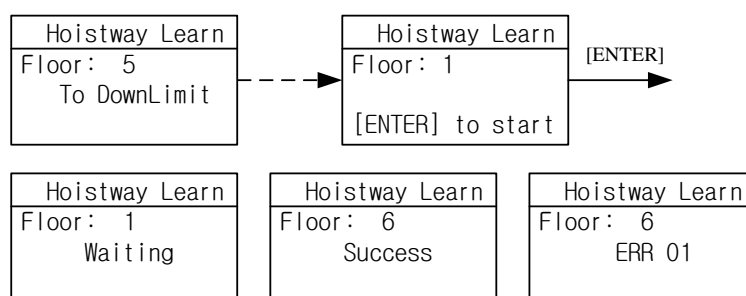 Hoistway Learn
Floor: 5
To DownLimit
Hoistway Learn
Floor: 1
[ENTER] to start
[ENTER]
Hoistway Learn
Floor: 1
Waiting
Hoistway Learn
Floor: 6
Success
Hoistway Learn
Floor: 6
ERR 01